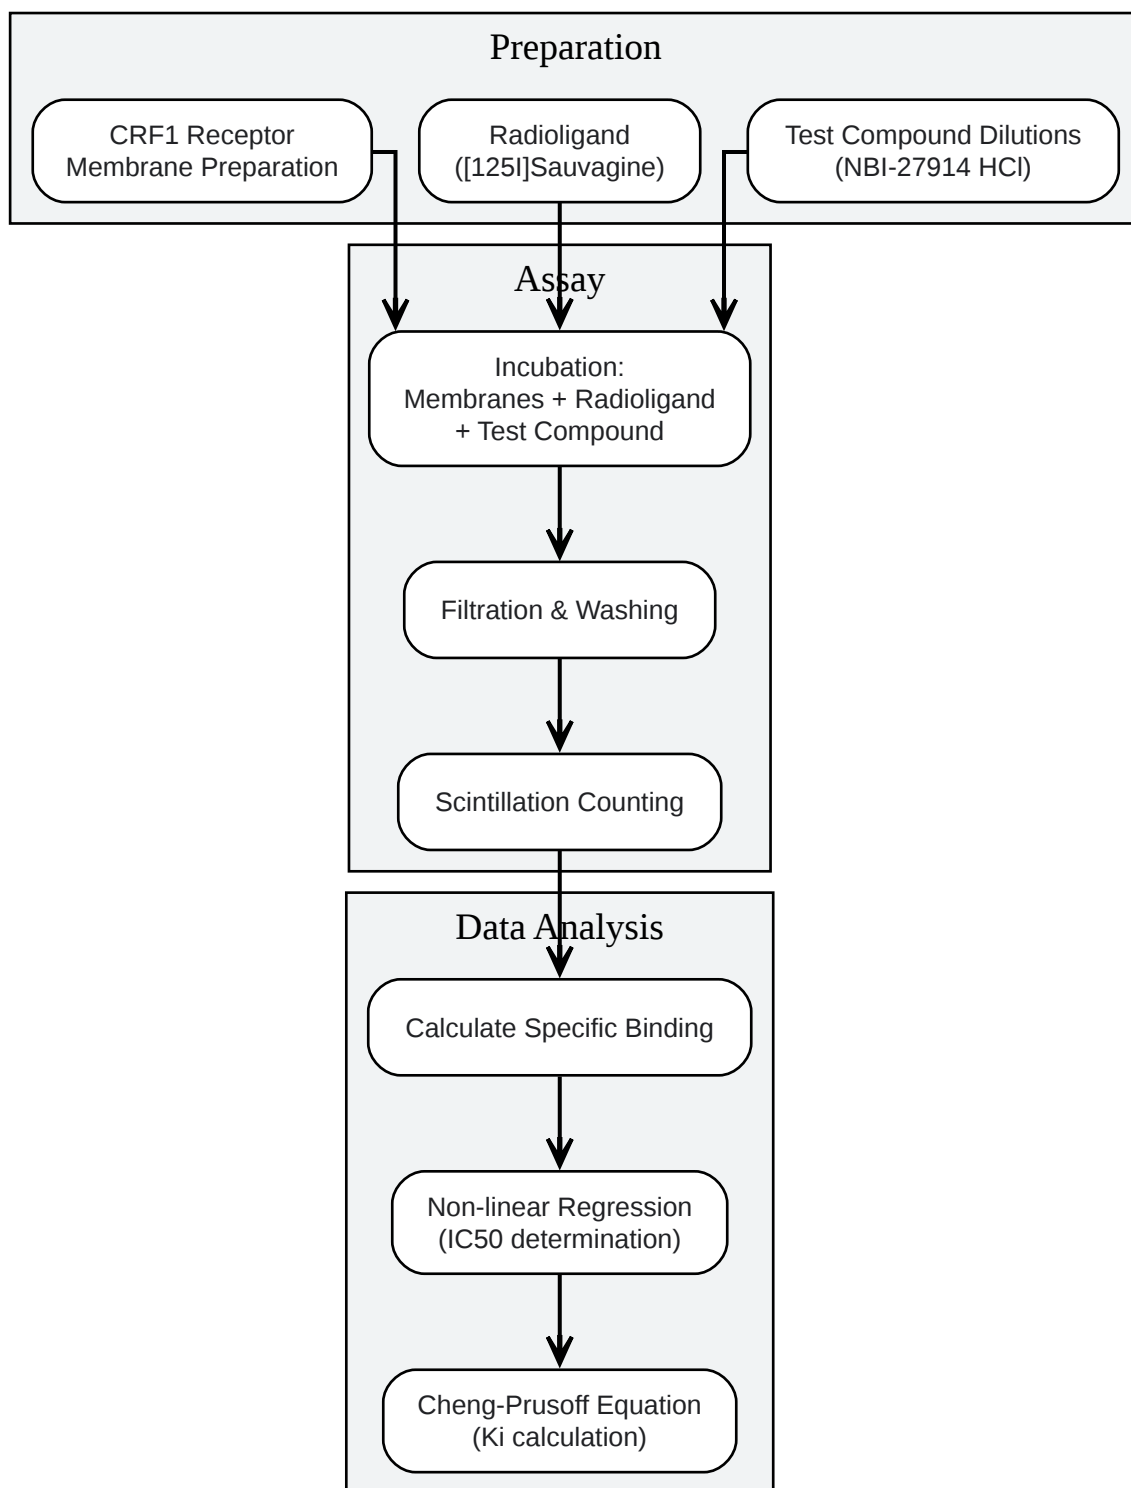 Preparation
CRF1 Receptor
Membrane Preparation
Radioligand
([125I]Sauvagine)
Test Compound Dilutions
(NBI-27914 HCl)
Assay
Incubation:
Membranes + Radioligand
+ Test Compound
Filtration & Washing
Scintillation Counting
Data Analysis
Calculate Specific Binding
Non-linear Regression
(IC50 determination)
Cheng-Prusoff Equation
(Ki calculation)